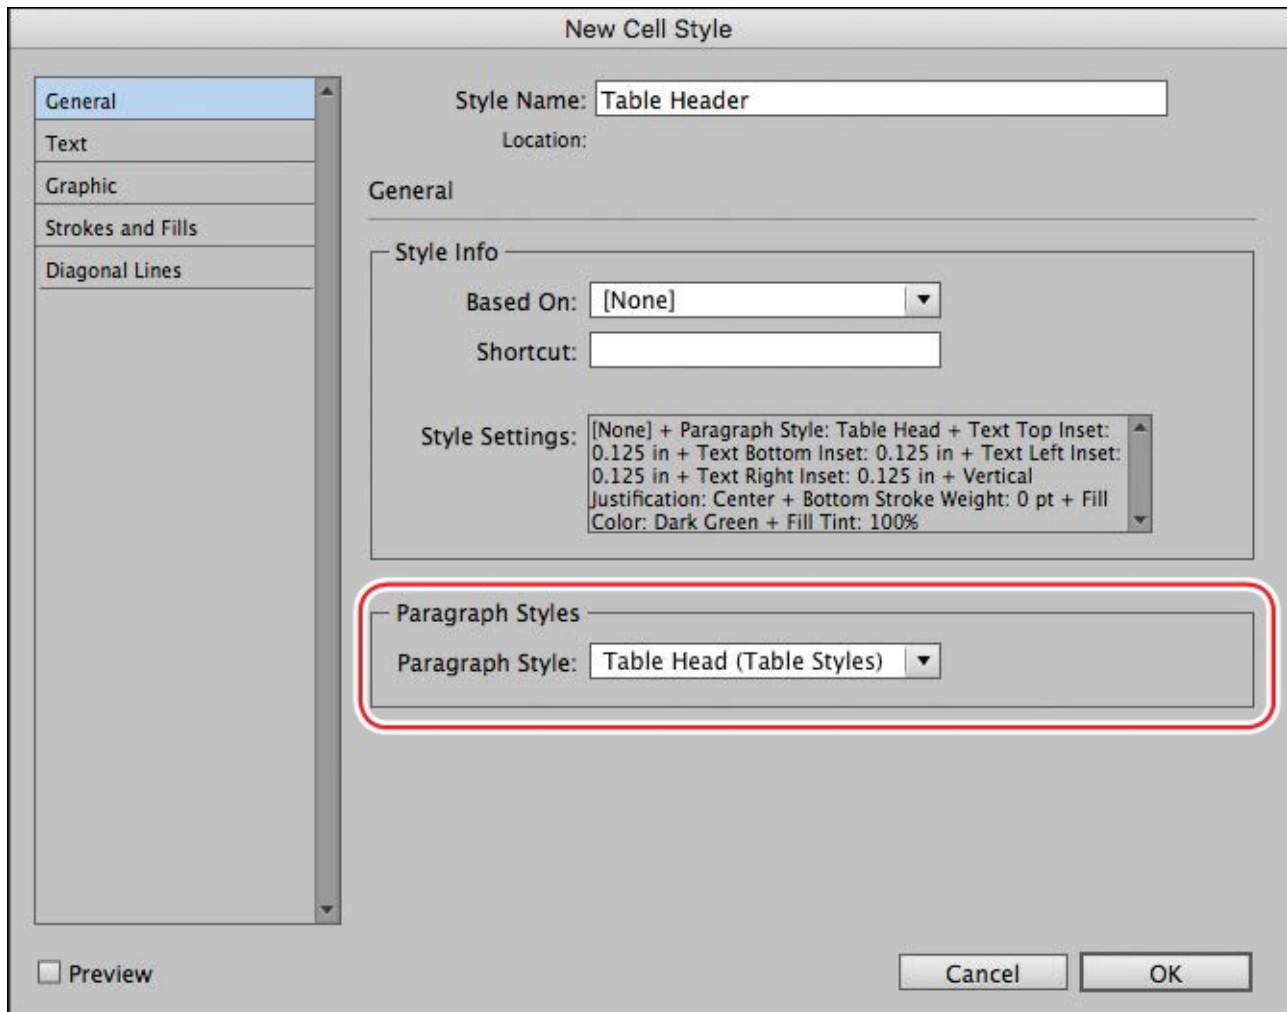 New Cell Style
General
Text
Graphic
Strokes and Fills
Diagonal Lines
Style Name: Table Header
Location:
General
Style Info
Based On: [None]
Shortcut:
Style Settings: [None] + Paragraph Style: Table Head + Text Top Inset:
0.125 in + Text Bottom Inset: 0.125 in + Text Left Inset:
0.125 in + Text Right Inset: 0.125 in + Vertical
Justification: Center + Bottom Stroke Weight: 0 pt + Fill
Color: Dark Green + Fill Tint: 100%
Paragraph Styles
Paragraph Style: Table Head (Table Styles)
Preview
Cancel
OK